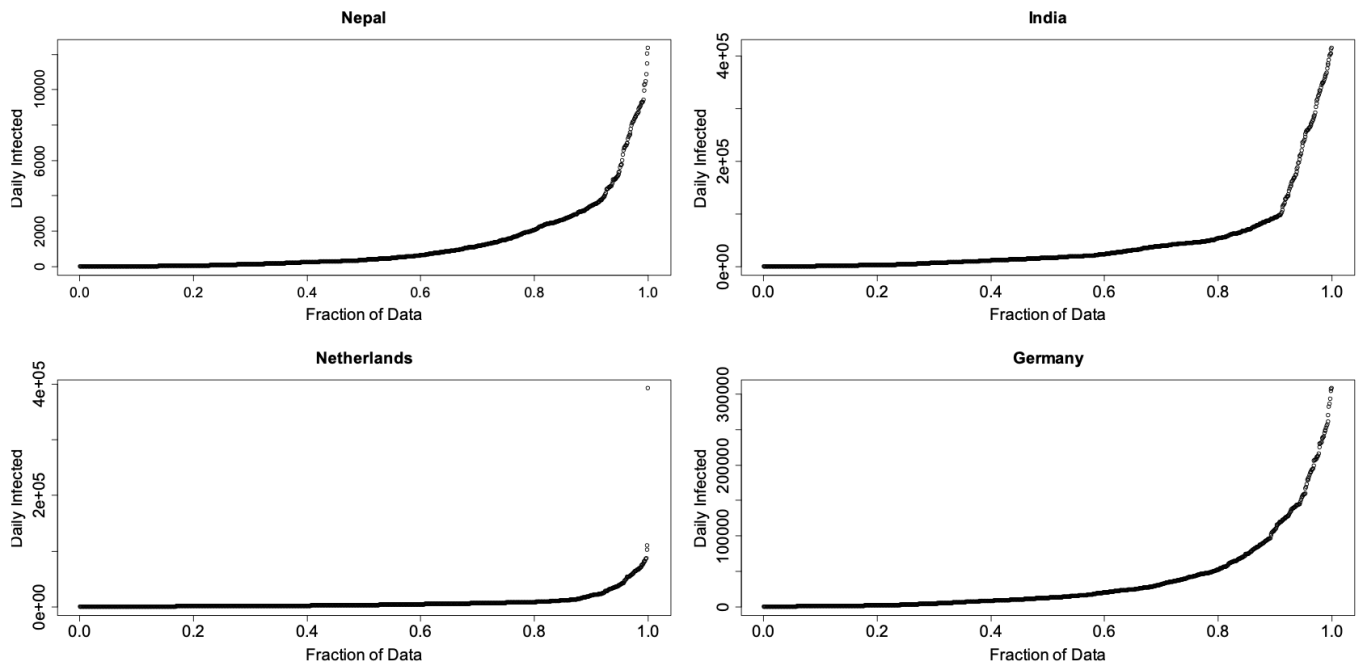 Nepal
Daily Infected
10000
6000
2000
0
0.0 0.2 0.4 0.6 0.8 1.0
Fraction of Data
India
Daily Infected
4e+05
2e+05
0e+00
0.0 0.2 0.4 0.6 0.8 1.0
Fraction of Data
Netherlands
Daily Infected
4e+05
2e+05
0e+00
0.0 0.2 0.4 0.6 0.8 1.0
Fraction of Data
Germany
Daily Infected
300000
200000
100000
0
0.0 0.2 0.4 0.6 0.8 1.0
Fraction of Data